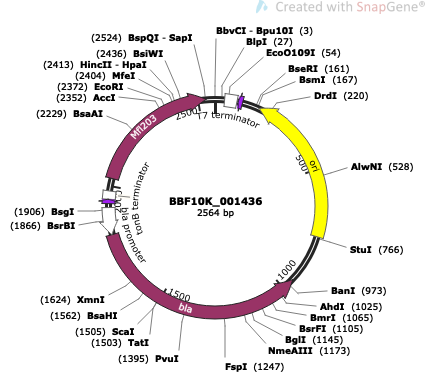 Created with SnapGene®
BbvCI - Bpu10I (3)
BlpI (27)
EcoO109I (54)
BseRI (161)
BsmI (167)
DrdI (220)
AlwNI (528)
StuI (766)
BanI (973)
AhdI (1025)
BmrI (1065)
BsrFI (1105)
BglI (1145)
NmeAIII (1173)
FspI (1247)
(1395) PvuI
(1503) TatI
(1505) ScaI
(1562) BsaHI
(1624) XmnI
(1866) BsrBI
(1906) BsgI
(2229) BsaAI
(2352) AccI
(2372) EcoRI
(2404) MfeI
(2413) HincII - HpaI
(2436) BsiWI
(2524) BspQI - SapI
2500
T7 terminator
ori
500
1000
1500
bla
bla promoter
tonB terminator
Mfl203
BBF10K_001436
2564 bp